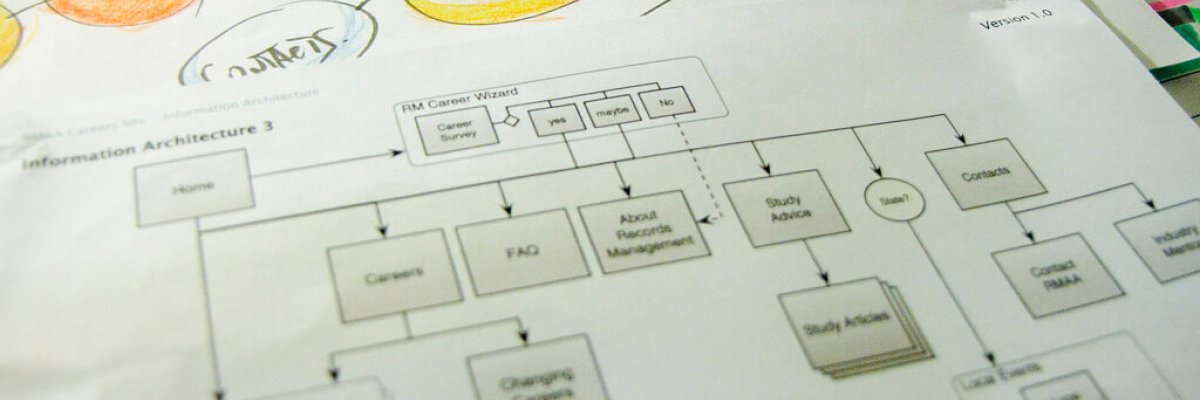 CONTACTS.
Version 1.0
RMAA Careers Site Information Architecture
Information Architecture 3
RM Career Wizard
Career
Survey
yes
maybe
No
Home
Careers
FAQ
About
Records
Management
Study
Advice
State?
Contacts
Study Articles
Contact
RMAA
Industry
Changing
Careers
Local Events